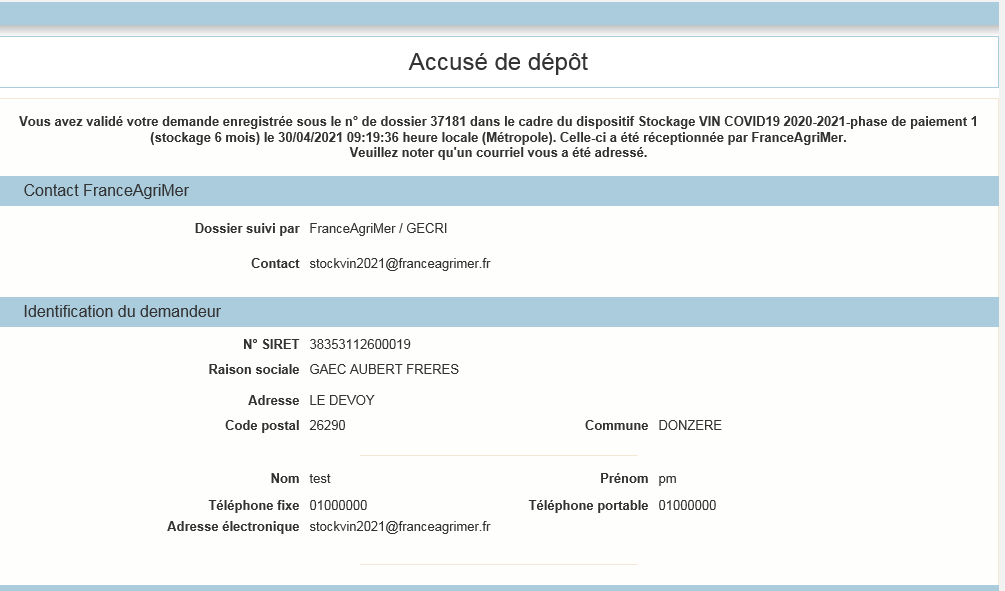 Accusé de dépôt
Vous avez validé votre demande enregistrée sous le n° de dossier 37181 dans le cadre du dispositif Stockage VIN COVID19 2020-2021-phase de paiement 1
(stockage 6 mois) le 30/04/2021 09:19:36 heure locale (Métropole). Celle-ci a été réceptionnée par FranceAgriMer.
Veuillez noter qu'un courriel vous a été adressé.
Contact FranceAgriMer
Dossier suivi par FranceAgriMer / GECRI
Contact stockvin2021@franceagrimer.fr
Identification du demandeur
N° SIRET 38353112600019
Raison sociale GAEC AUBERT FRERES
Adresse LE DEVOY
Code postal 26290 Commune DONZERE
Nom test Prénom pm
Téléphone fixe 01000000 Téléphone portable 01000000
Adresse électronique stockvin2021@franceagrimer.fr